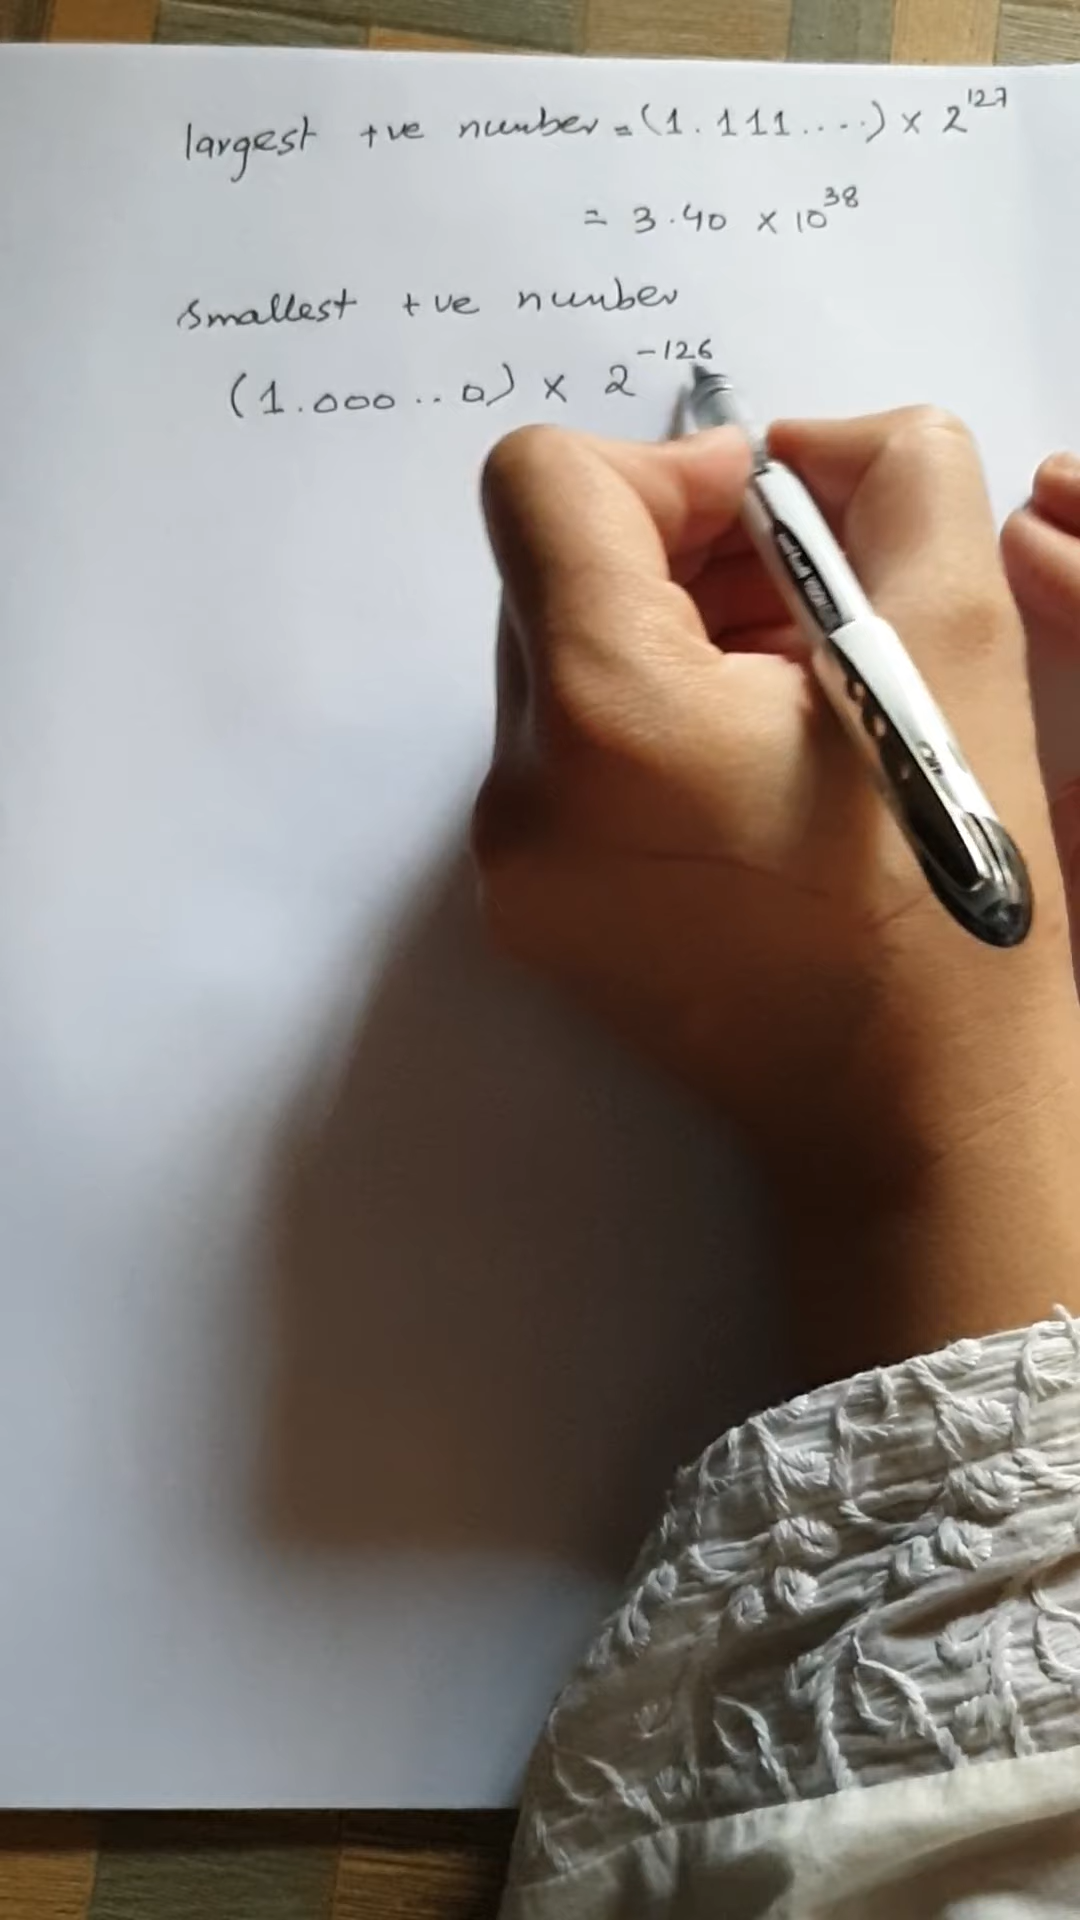 largest +ve number = (1.111....) × 2^127
= 3.40 × 10^38
smallest +ve number
(1.000..0) × 2^-126